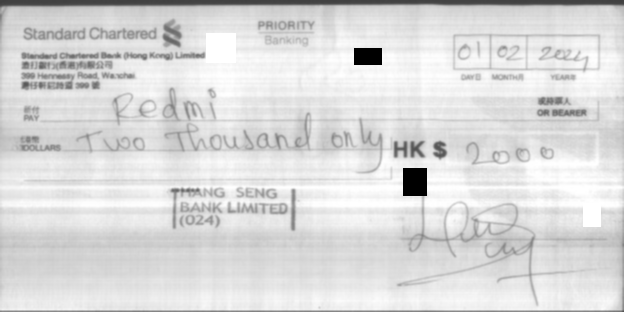 Standard Chartered
PRIORITY
Banking
Standard Chartered Bank (Hong Kong) Limited
渣打銀行(香港)有限公司
399 Hennessy Road, Wanchai.
灣仔軒尼詩道 399 號
01 02 2024
DAY日 MONTH月 YEAR年
祈付
PAY
Redmi
或持票人
OR BEARER
港幣
DOLLARS
Two Thousand only
HK $ 2000
HANG SENG
BANK LIMITED
(024)